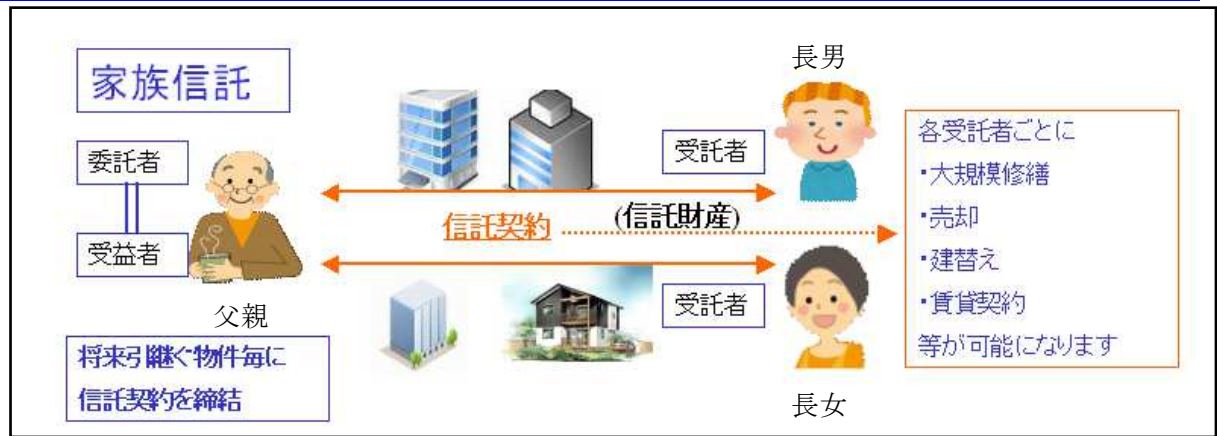 家族信託
委託者
受益者
父親
将来引継ぐ物件毎に
信託契約を締結
信託契約
(信託財産)
長男
受託者
受託者
長女
各受託者ごとに
・大規模修繕
・売却
・建替え
・賃貸契約
等が可能になります